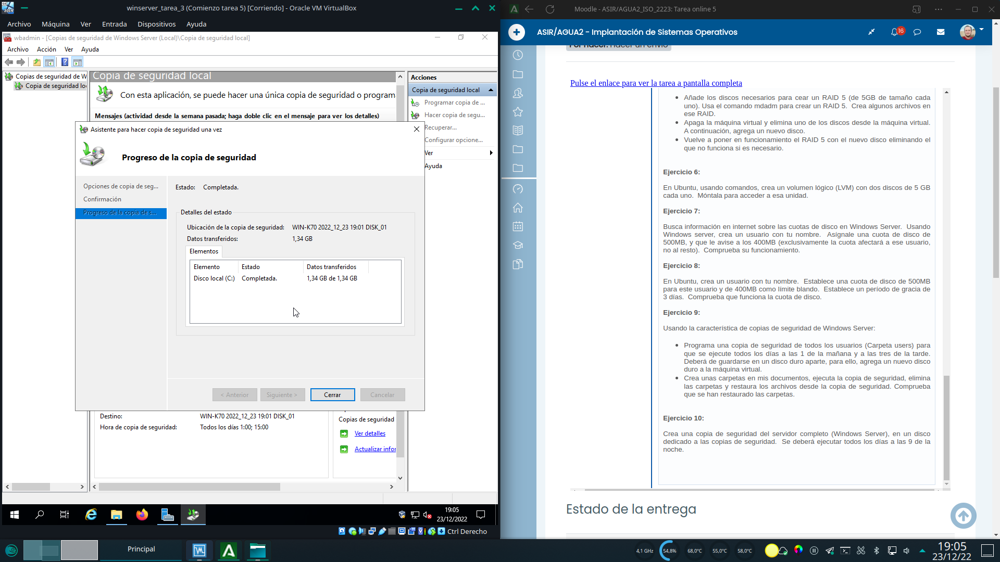 winserver_tarea_3 (Comienzo tarea 5) [Corriendo] - Oracle VM VirtualBox
Archivo Máquina Ver Entrada Dispositivos Ayuda
wbadmin - [Copias de seguridad de Windows Server (Local)\Copia de seguridad local]
Archivo Acción Ver Ayuda
Copias de seguridad de W
Copia de seguridad lo
Copia de seguridad local
Con esta aplicación, se puede hacer una única copia de seguridad o program
Mensajes (actividad desde la semana pasada; haga doble clic en el mensaje para ver los detalles)
Acciones
Copia de seguridad local
Programar copia de ...
Hacer copia de segu...
Recuperar...
Configurar opcione...
Ver
Ayuda
Asistente para hacer copia de seguridad una vez
Progreso de la copia de seguridad
Opciones de copia de seg...
Confirmación
Progreso de la copia de s...
Estado: Completada.
Detalles del estado
Ubicación de la copia de seguridad: WIN-K70 2022_12_23 19:01 DISK_01
Datos transferidos: 1,34 GB
Elementos
Elemento Estado Datos transferidos
Disco local (C:) Completada. 1,34 GB de 1,34 GB
< Anterior Siguiente > Cerrar Cancelar
Destino: WIN-K70 2022_12_23 19:01 DISK_01
Hora de copia de seguridad: Todos los días 1:00; 15:00
Copias de seguridad
Ver detalles
Actualizar infor
19:05
23/12/2022
Ctrl Derecho
Moodle - ASIR/AGUA2_ISO_2223: Tarea online 5
ASIR/AGUA2 - Implantación de Sistemas Operativos
16
Por hacer: Hacer un envío
Pulse el enlace para ver la tarea a pantalla completa
Añade los discos necesarios para cear un RAID 5 (de 5GB de tamaño cada
uno). Usa el comando mdadm para crear un RAID 5. Crea algunos archivos en
ese RAID.
Apaga la máquina virtual y elimina uno de los discos desde la máquina virtual.
A continuación, agrega un nuevo disco.
Vuelve a poner en funcionamiento el RAID 5 con el nuevo disco eliminando el
que no funciona si es necesario.
Ejercicio 6:
En Ubuntu, usando comandos, crea un volumen lógico (LVM) con dos discos de 5 GB
cada uno. Móntala para acceder a esa unidad.
Ejercicio 7:
Busca información en internet sobre las cuotas de disco en Windows Server. Usando
Windows server, crea un usuario con tu nombre. Asígnale una cuota de disco de
500MB, y que le avise a los 400MB (exclusivamente la cuota afectará a ese usuario,
no al resto). Comprueba su funcionamiento.
Ejercicio 8:
En Ubuntu, crea un usuario con tu nombre. Establece una cuota de disco de 500MB
para este usuario y de 400MB como límite blando. Establece un período de gracia de
3 días. Comprueba que funciona la cuota de disco.
Ejercicio 9:
Usando la característica de copias de seguridad de Windows Server:
Programa una copia de seguridad de todos los usuarios (Carpeta users) para
que se ejecute todos los días a las 1 de la mañana y a las tres de la tarde.
Deberá de guardarse en un disco duro aparte, para ello, agrega un nuevo disco
duro a la máquina virtual.
Crea unas carpetas en mis documentos, ejecuta la copia de seguridad, elimina
las carpetas y restaura los archivos desde la copia de seguridad. Comprueba
que se han restaurado las carpetas.
Ejercicio 10:
Crea una copia de seguridad del servidor completo (Windows Server), en un disco
dedicado a las copias de seguridad. Se deberá ejecutar todos los días a las 9 de la
noche.
Estado de la entrega
Principal
4,1 GHz 54,8% 68,0°C 55,0°C 58,0°C
19:05
23/12/22